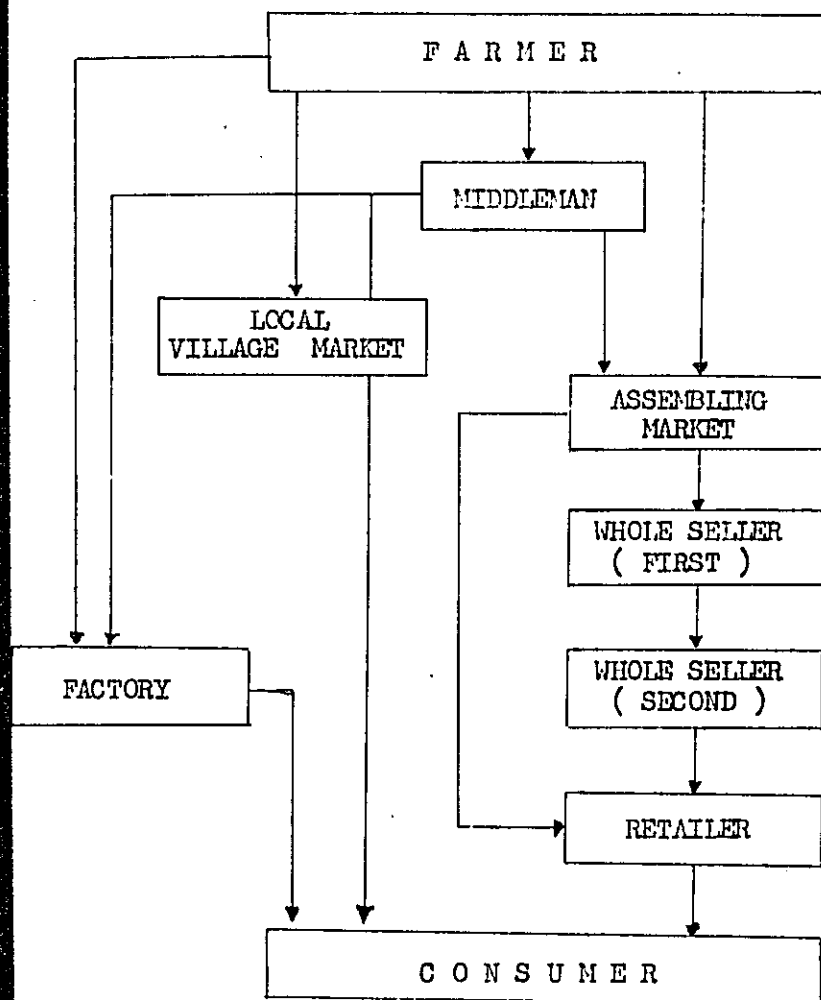 F A R M E R
MIDDLEMAN
LOCAL
VILLAGE MARKET
ASSEMBLING
MARKET
WHOLE SELLER
( FIRST )
WHOLE SELLER
( SECOND )
FACTORY
RETAILER
C O N S U M E R